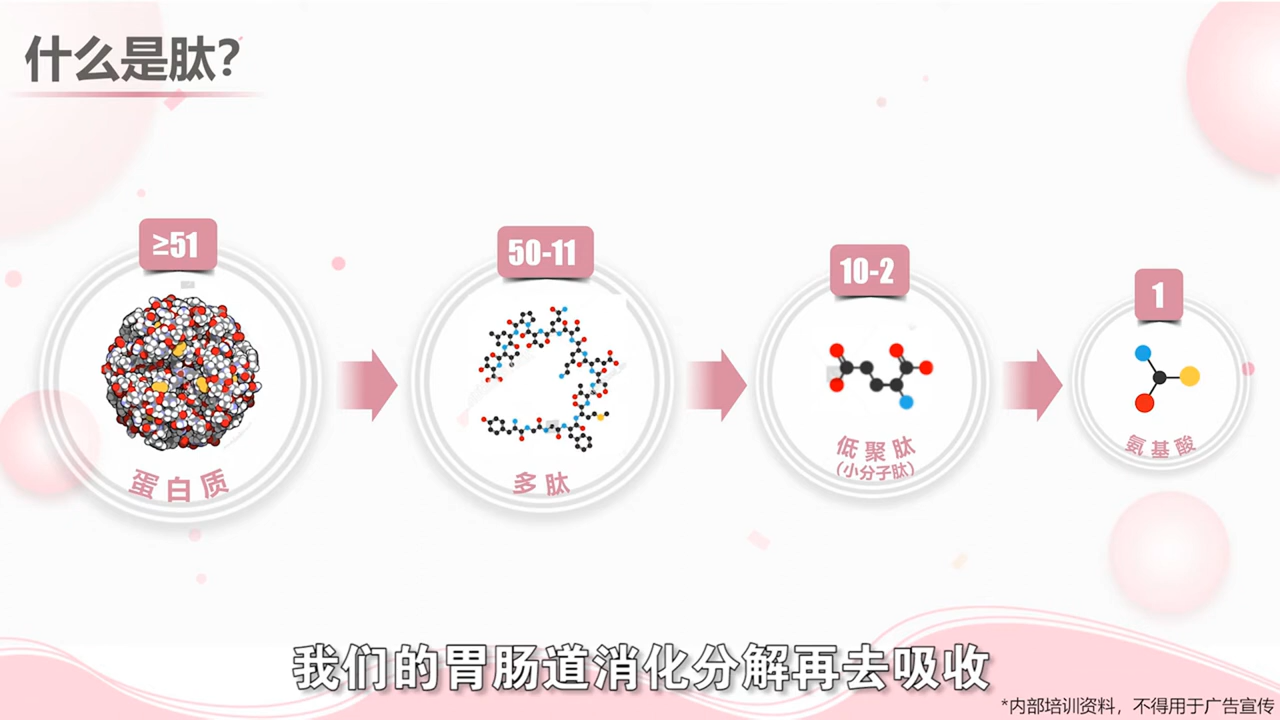 什么是肽？
≥51
50-11
10-2
1
蛋白质
多肽
低聚肽
（小分子肽）
氨基酸
我们的胃肠道消化分解再去吸收
*内部培训资料，不得用于广告宣传